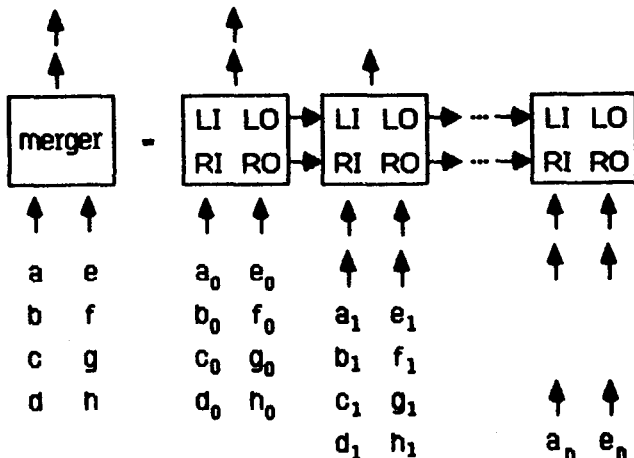 LI LO LI LO ... LI LO
merger =
RI RO RI RO ... RI RO
a e a₀ e₀
b f b₀ f₀ a₁ e₁
c g c₀ g₀ b₁ f₁
d h d₀ h₀ c₁ g₁
d₁ h₁ aₙ eₙ